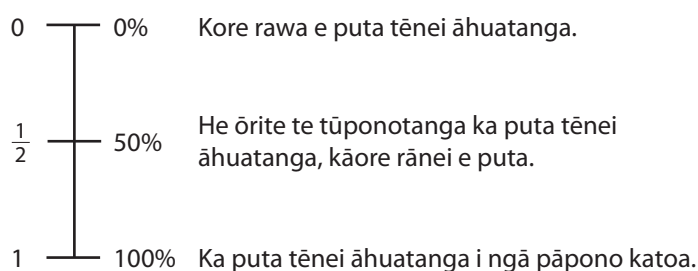 0 0% Kore rawa e puta tēnei āhuatanga.
1/2 50% He ōrite te tūponotanga ka puta tēnei
āhuatanga, kāore rānei e puta.
1 100% Ka puta tēnei āhuatanga i ngā pāpono katoa.